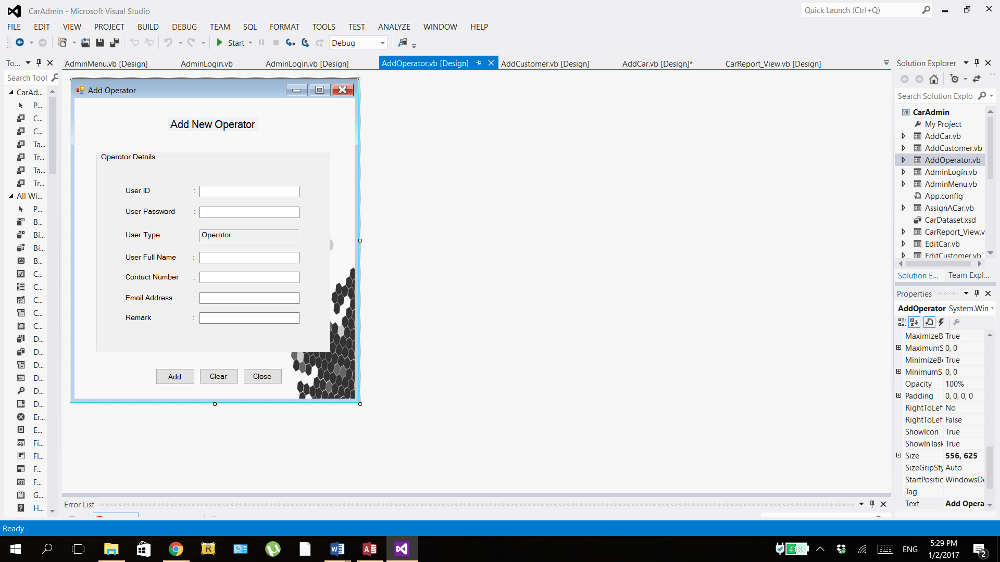 CarAdmin - Microsoft Visual Studio
Quick Launch (Ctrl+Q)
FILE EDIT VIEW PROJECT BUILD DEBUG TEAM SQL FORMAT TOOLS TEST ANALYZE WINDOW HELP
Start Debug
To...
AdminMenu.vb [Design] AdminLogin.vb AdminLogin.vb [Design] AddOperator.vb [Design] AddCustomer.vb [Design] AddCar.vb [Design]* CarReport_View.vb [Design]
Search Tool
CarAd...
P...
C...
C...
Ta...
Tr...
Ta...
Tr...
All Wi...
P...
B...
Bi...
Bi...
B...
C...
C...
C...
C...
C...
D...
D...
D...
D...
D...
D...
Er...
E...
Fi...
Fl...
F...
F...
G...
H...
Add Operator
Add New Operator
Operator Details
User ID :
User Password :
User Type : Operator
User Full Name :
Contact Number :
Email Address :
Remark :
Add Clear Close
Solution Explorer
Search Solution Explo
CarAdmin
My Project
AddCar.vb
AddCustomer.vb
AddOperator.vb
AdminLogin.vb
AdminMenu.vb
App.config
AssignACar.vb
CarDataset.xsd
CarReport_View.v
EditCar.vb
EditCustomer.vb
Solution E... Team Expl...
Properties
AddOperator System.Win
MaximizeB True
MaximumS 0, 0
MinimizeB True
MinimumS 0, 0
Opacity 100%
Padding 0, 0, 0, 0
RightToLef No
RightToLef False
ShowIcon True
ShowInTask True
Size 556, 625
SizeGripSty Auto
StartPositic WindowsDe
Tag
Text Add Opera
Error List
Ready
41%
ENG
5:29 PM
1/2/2017
2